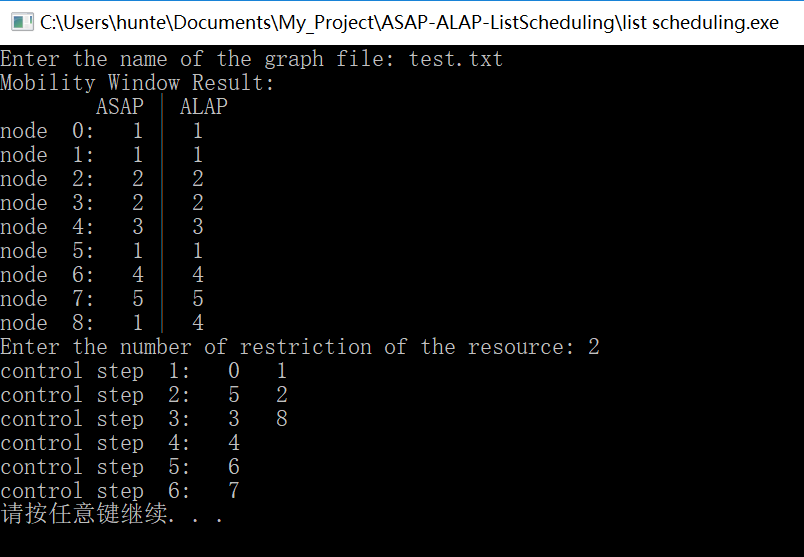 C:\Users\hunte\Documents\My_Project\ASAP-ALAP-ListScheduling\list scheduling.exe
Enter the name of the graph file: test.txt
Mobility Window Result:
        ASAP   ALAP
node  0:   1    1
node  1:   1    1
node  2:   2    2
node  3:   2    2
node  4:   3    3
node  5:   1    1
node  6:   4    4
node  7:   5    5
node  8:   1    4
Enter the number of restriction of the resource: 2
control step  1:   0   1
control step  2:   5   2
control step  3:   3   8
control step  4:   4
control step  5:   6
control step  6:   7
请按任意键继续. . .